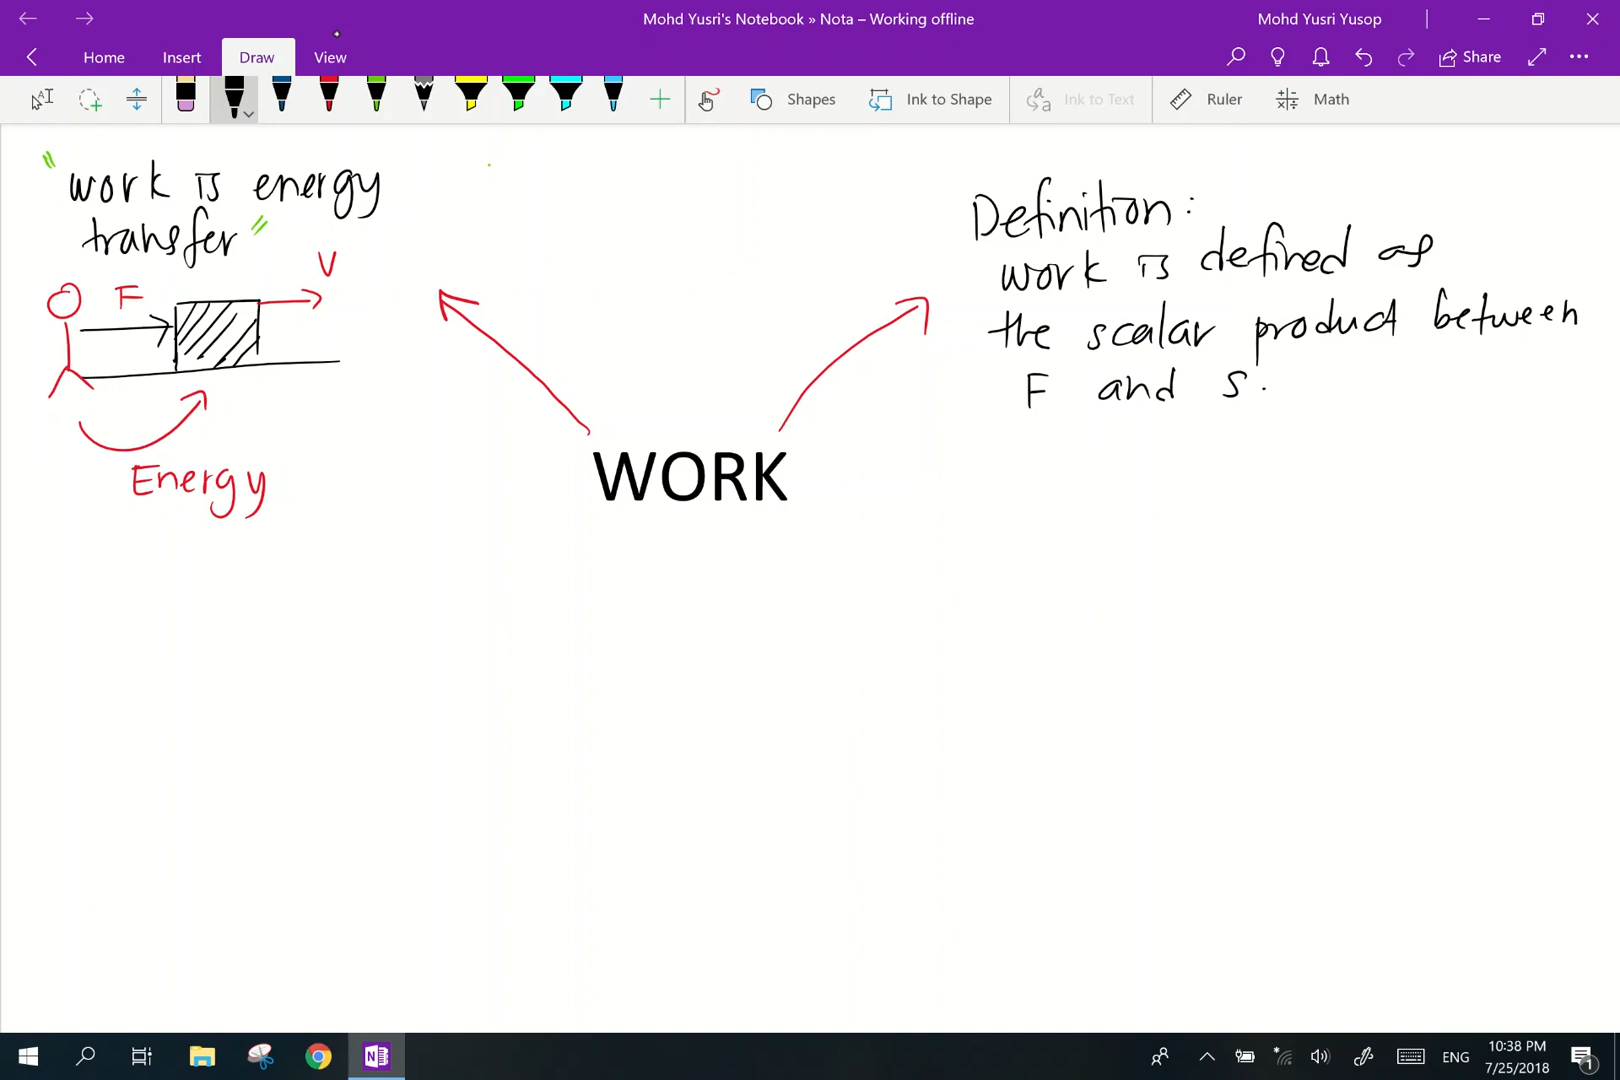 Mohd Yusri's Notebook » Nota – Working offline
Mohd Yusri Yusop
Home Insert Draw View
Share
Shapes Ink to Shape Ink to Text Ruler Math
"work is energy
transfer"
F
V
Energy
WORK
Definition:
work is defined as
the scalar product between
F and S.
ENG
10:38 PM
7/25/2018
1